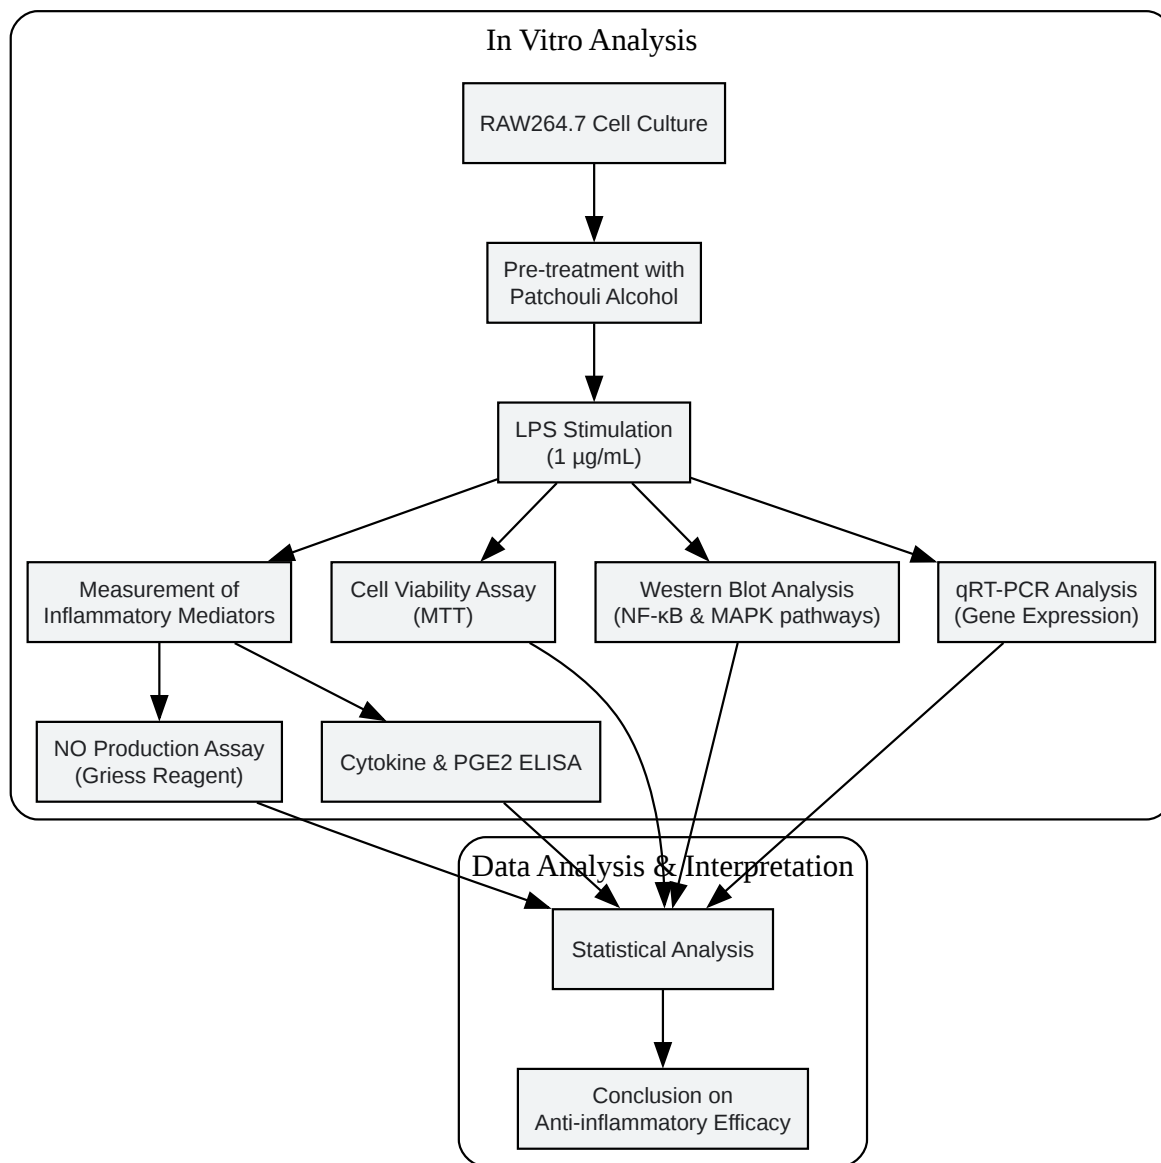 In Vitro Analysis
RAW264.7 Cell Culture
Pre-treatment with
Patchouli Alcohol
LPS Stimulation
(1 µg/mL)
Measurement of
Inflammatory Mediators
Cell Viability Assay
(MTT)
Western Blot Analysis
(NF-κB & MAPK pathways)
qRT-PCR Analysis
(Gene Expression)
NO Production Assay
(Griess Reagent)
Cytokine & PGE2 ELISA
Data Analysis & Interpretation
Statistical Analysis
Conclusion on
Anti-inflammatory Efficacy